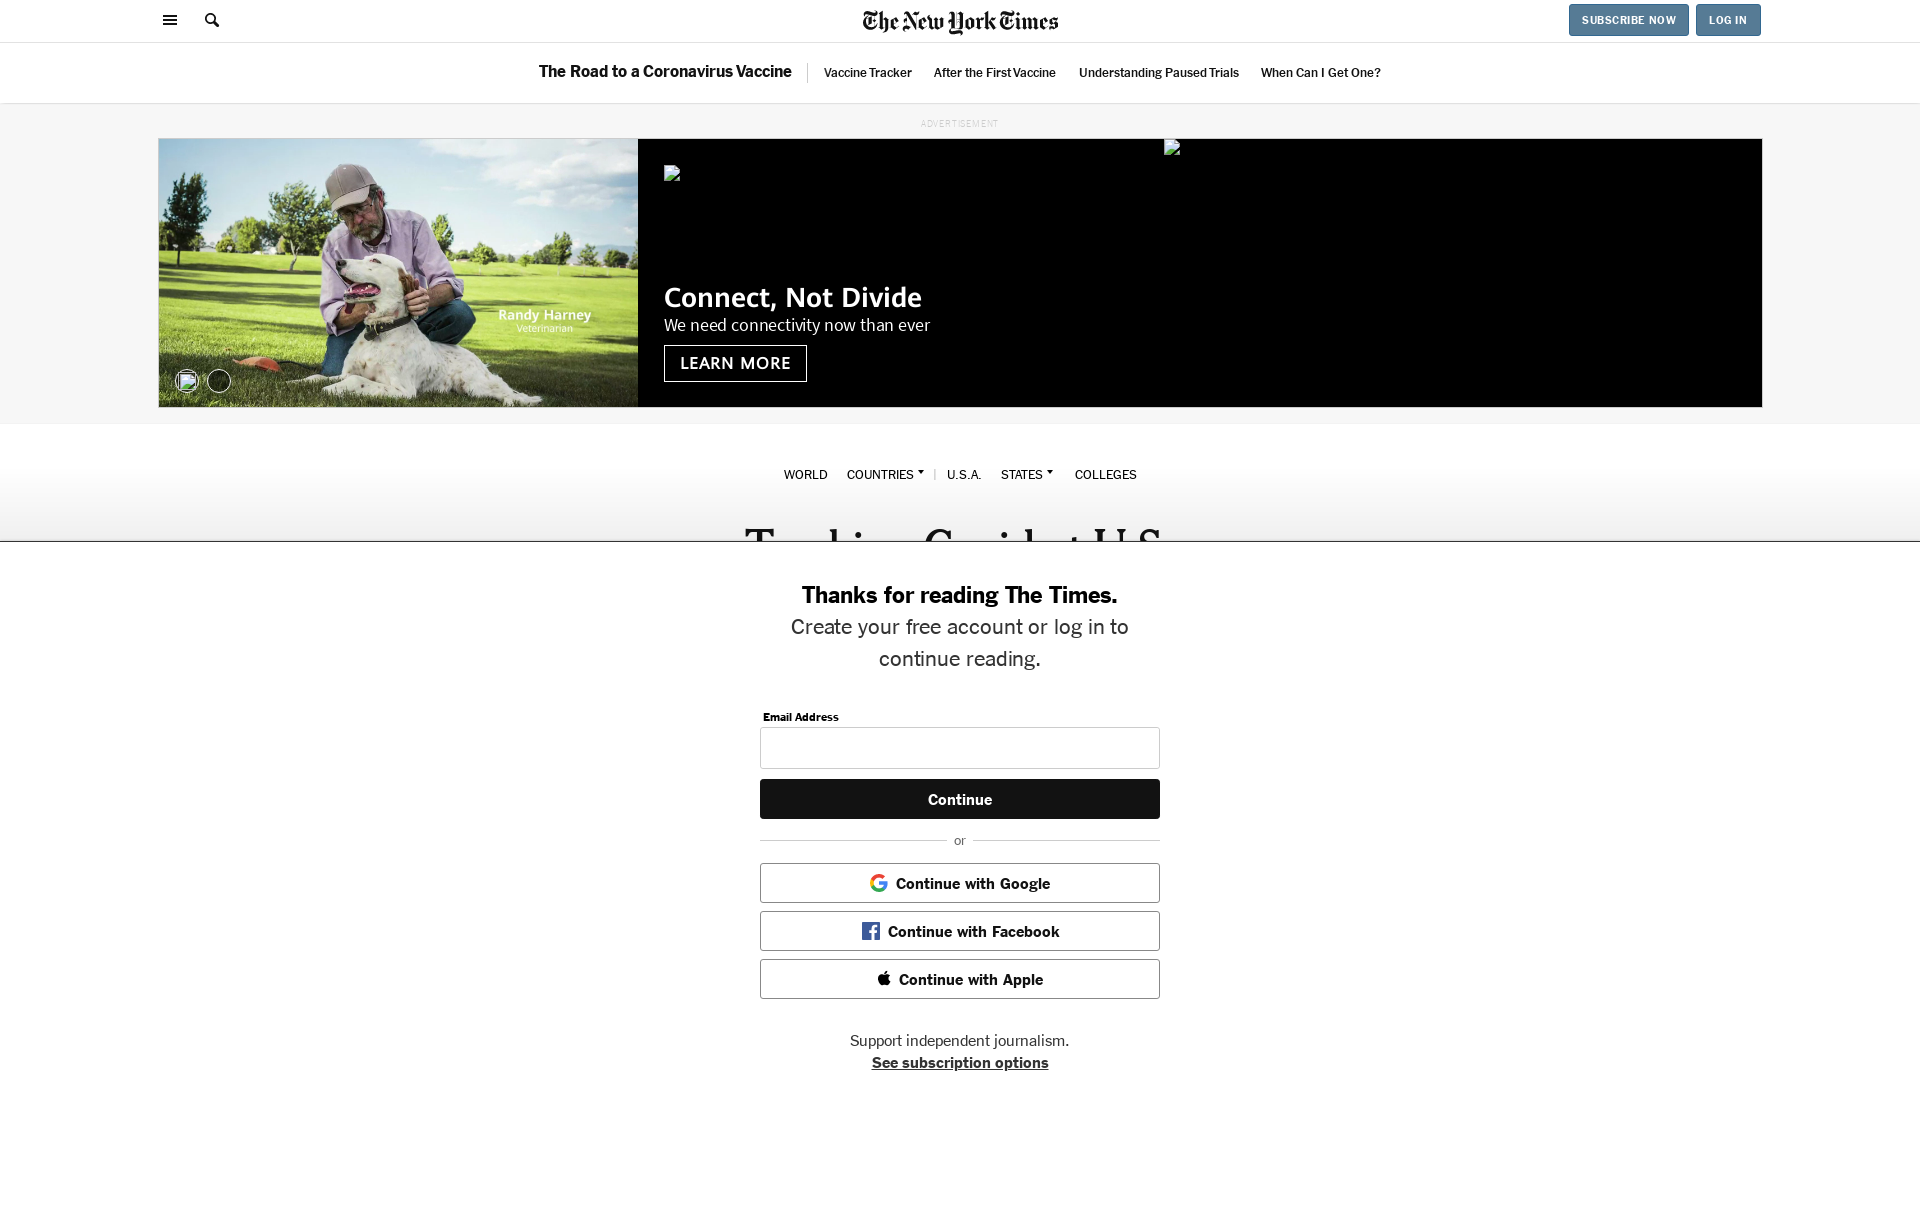 The New York Times
SUBSCRIBE NOW
LOG IN
The Road to a Coronavirus Vaccine
Vaccine Tracker
After the First Vaccine
Understanding Paused Trials
When Can I Get One?
ADVERTISEMENT
Randy Harney
Veterinarian
Connect, Not Divide
We need connectivity now than ever
LEARN MORE
WORLD
COUNTRIES
U.S.A.
STATES
COLLEGES
Tracking Covid at U.S.
Thanks for reading The Times.
Create your free account or log in to
continue reading.
Email Address
Continue
or
Continue with Google
Continue with Facebook
Continue with Apple
Support independent journalism.
See subscription options